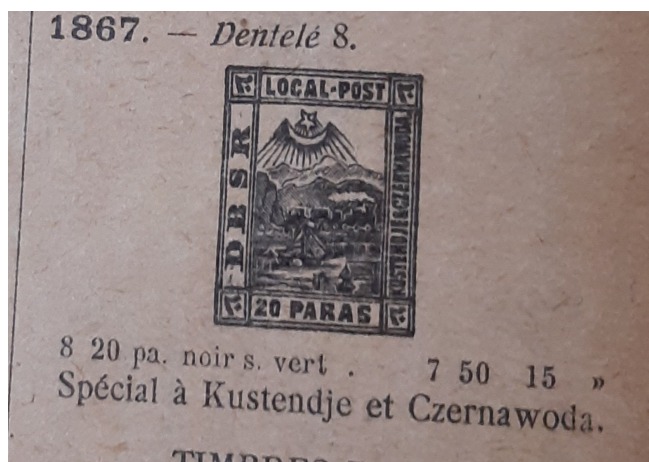 1867. — Dentelé 8.
LOCAL-POST
DBSR
KUSTENDJE&CZERNAWODA
20 PARAS
8 20 pa. noir s. vert . 7 50 15 »
Spécial à Kustendje et Czernawoda.